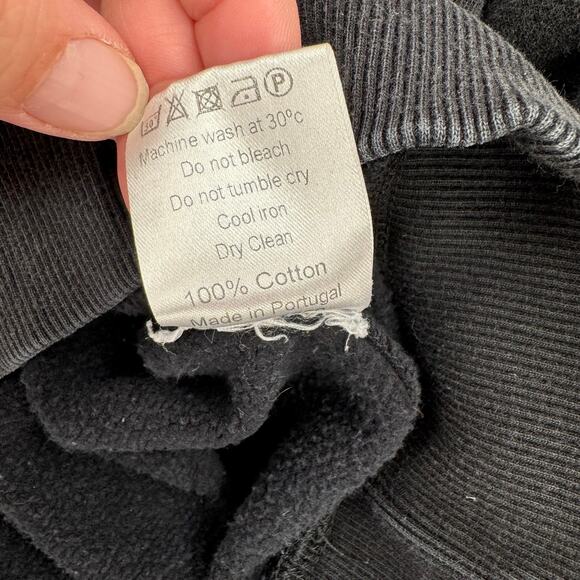 30 P
Machine wash at 30ºc
Do not bleach
Do not tumble cry
Cool iron
Dry Clean
100% Cotton
Made in Portugal